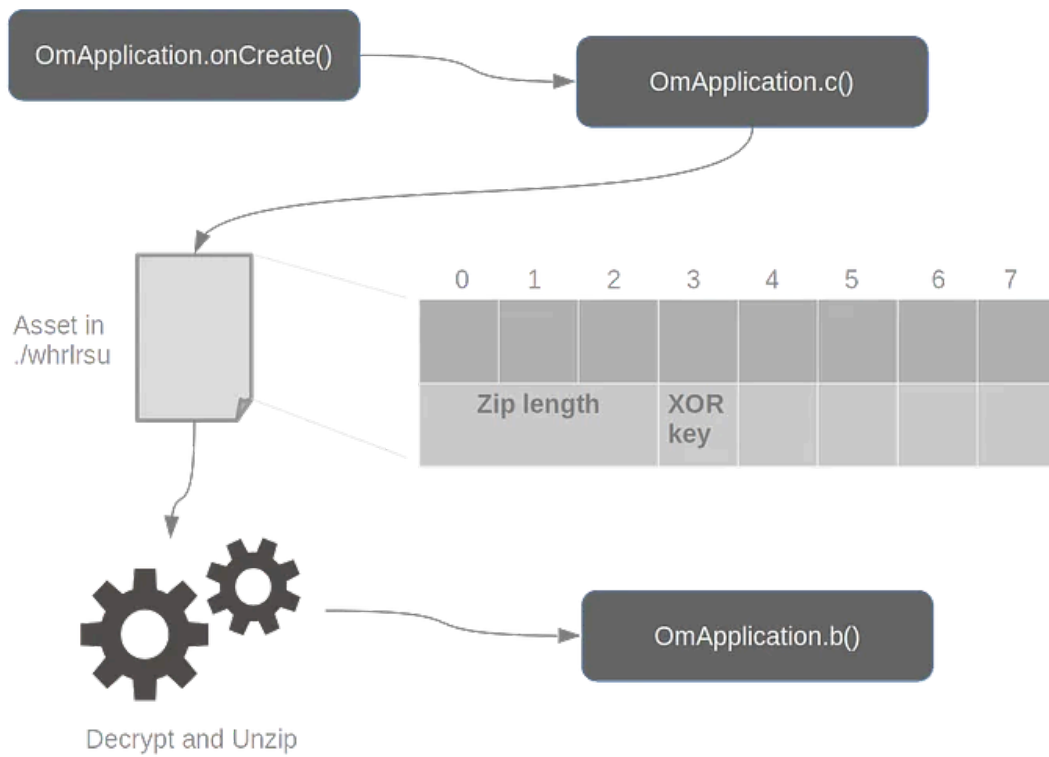 OmApplication.onCreate()
OmApplication.c()
0 1 2 3 4 5 6 7
Asset in
./whrlrsu
Zip length
XOR
key
OmApplication.b()
Decrypt and Unzip